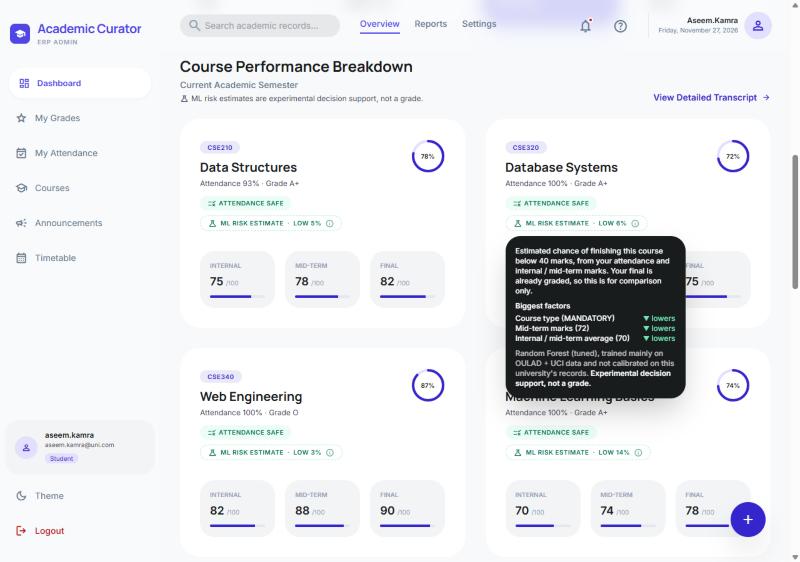 Academic Curator
ERP ADMIN
Dashboard
My Grades
My Attendance
Courses
Announcements
Timetable
aseem.kamra
aseem.kamra@uni.com
Student
Theme
Logout
Search academic records...
Overview
Reports
Settings
Aseem.Kamra
Friday, November 27, 2026
Course Performance Breakdown
Current Academic Semester
ML risk estimates are experimental decision support, not a grade.
View Detailed Transcript →
CSE210
78%
Data Structures
Attendance 93% · Grade A+
ATTENDANCE SAFE
ML RISK ESTIMATE · LOW 5%
INTERNAL
75 /100
MID-TERM
78 /100
FINAL
82 /100
CSE320
72%
Database Systems
Attendance 100% · Grade A+
ATTENDANCE SAFE
ML RISK ESTIMATE · LOW 6%
75 /100
Estimated chance of finishing this course
below 40 marks, from your attendance and
internal / mid-term marks. Your final is
already graded, so this is for comparison
only.
Biggest factors
Course type (MANDATORY) ▼ lowers
Mid-term marks (72) ▼ lowers
Internal / mid-term average (70) ▼ lowers
Random Forest (tuned), trained mainly on
OULAD + UCI data and not calibrated on this
university's records. Experimental decision
support, not a grade.
CSE340
87%
Web Engineering
Attendance 100% · Grade O
ATTENDANCE SAFE
ML RISK ESTIMATE · LOW 3%
INTERNAL
82 /100
MID-TERM
88 /100
FINAL
90 /100
74%
Machine Learning Basics
Attendance 100% · Grade A+
ATTENDANCE SAFE
ML RISK ESTIMATE · LOW 14%
INTERNAL
70 /100
MID-TERM
74 /100
FINAL
78 /100
+